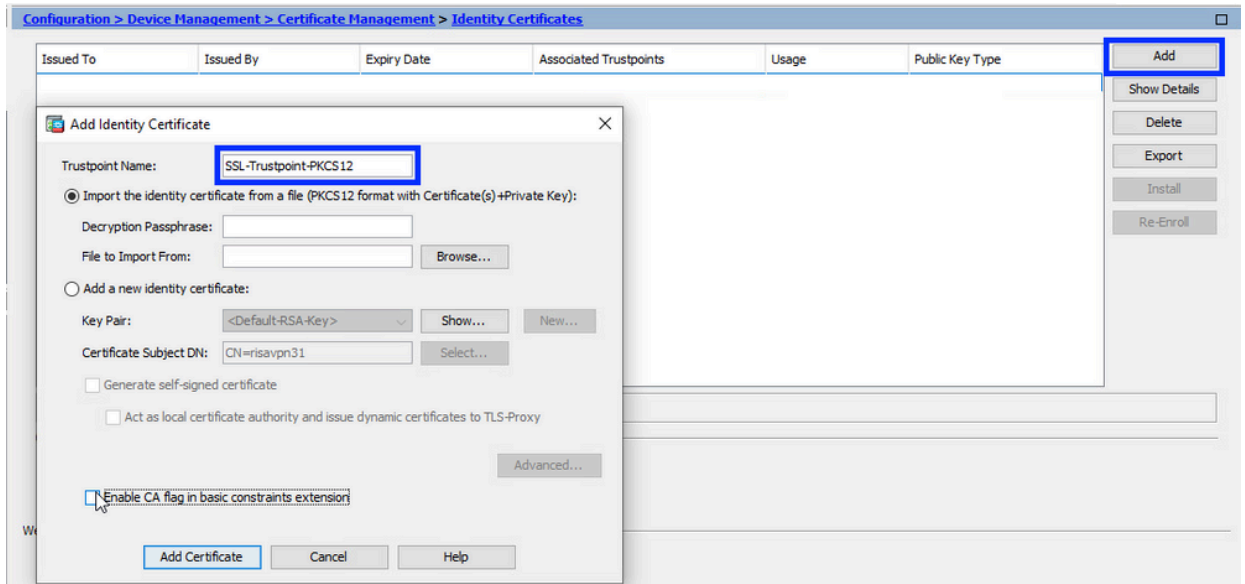 Configuration > Device Management > Certificate Management > Identity Certificates
Issued To Issued By Expiry Date Associated Trustpoints Usage Public Key Type
Add
Show Details
Delete
Export
Install
Re-Enroll
Add Identity Certificate
Trustpoint Name: SSL-Trustpoint-PKCS12
Import the identity certificate from a file (PKCS12 format with Certificate(s)+Private Key):
Decryption Passphrase:
File to Import From: Browse...
Add a new identity certificate:
Key Pair: <Default-RSA-Key> Show... New...
Certificate Subject DN: CN=risavpn31 Select...
Generate self-signed certificate
Act as local certificate authority and issue dynamic certificates to TLS-Proxy
Advanced...
Enable CA flag in basic constraints extension
Add Certificate Cancel Help